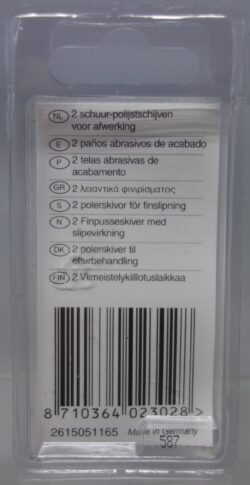 NL 2 schuur-polijstschijven
voor afwerking
E 2 paños abrasivos de acabado
P 2 telas abrasivas de
acabamento
GR 2 λειαντικά φινιρίσματος
S 2 polerskivor för finslipning
N 2 Finpusseskiver med
slipevirkning
DK 2 polerskiver til
efterbehandling
FIN 2 Viimeistelykiillotuslaikkaa
8 710364 023028 >
2615051165 Made in Germany
587